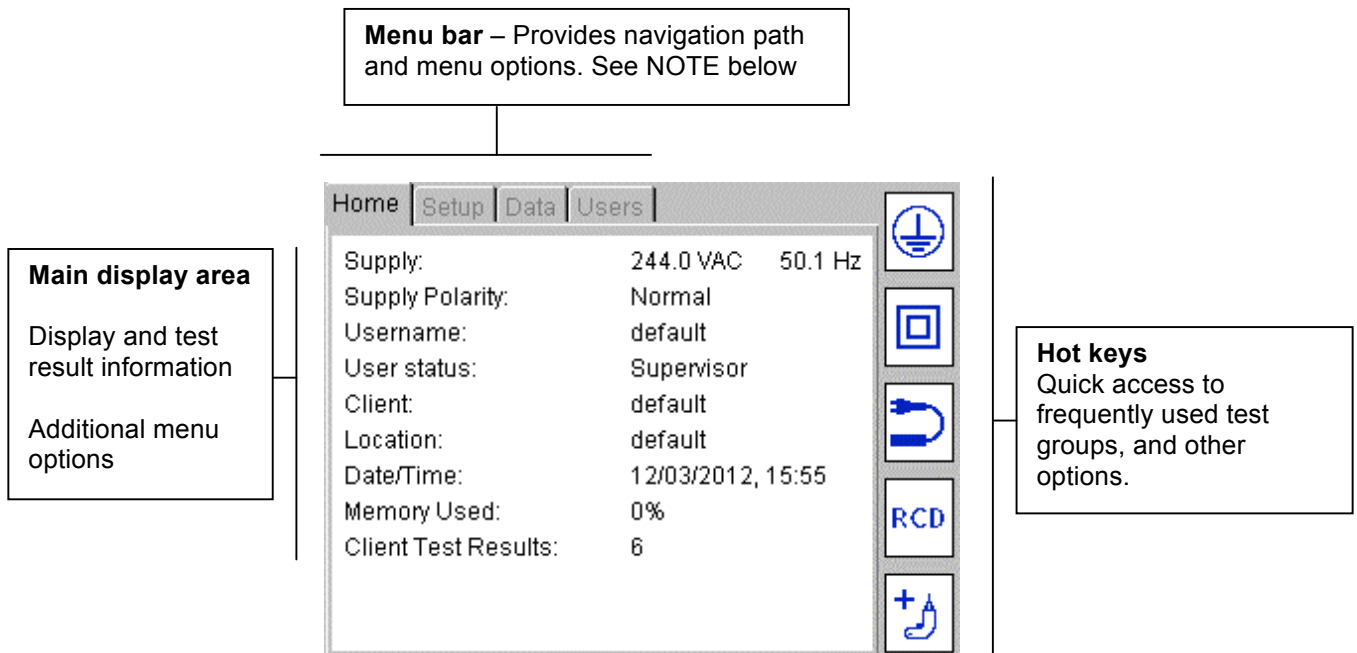 Menu bar – Provides navigation path
and menu options. See NOTE below
Home Setup Data Users
Supply: 244.0 VAC 50.1 Hz
Supply Polarity: Normal
Username: default
User status: Supervisor
Client: default
Location: default
Date/Time: 12/03/2012, 15:55
Memory Used: 0%
Client Test Results: 6
RCD
Main display area
Display and test
result information
Additional menu
options
Hot keys
Quick access to
frequently used test
groups, and other
options.